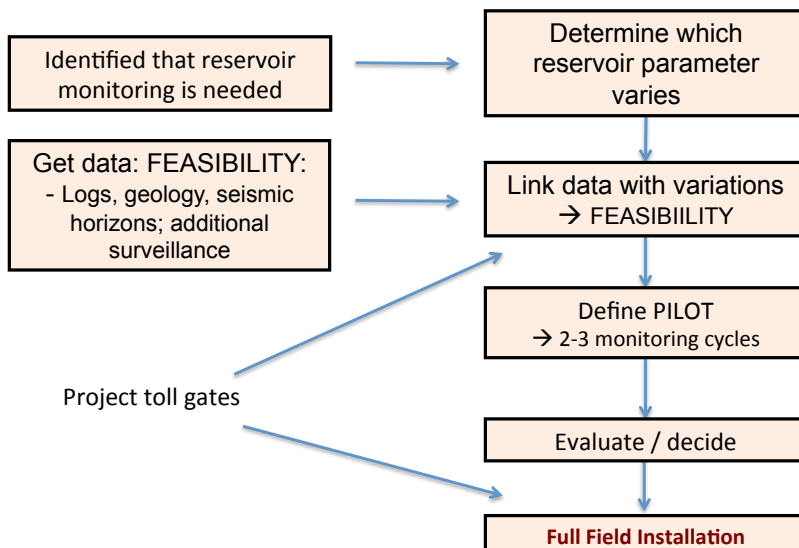 Identified that reservoir
monitoring is needed
Determine which
reservoir parameter
varies
Get data: FEASIBILITY:
- Logs, geology, seismic
horizons; additional
surveillance
Link data with variations
→ FEASIBIILITY
Define PILOT
→ 2-3 monitoring cycles
Project toll gates
Evaluate / decide
Full Field Installation